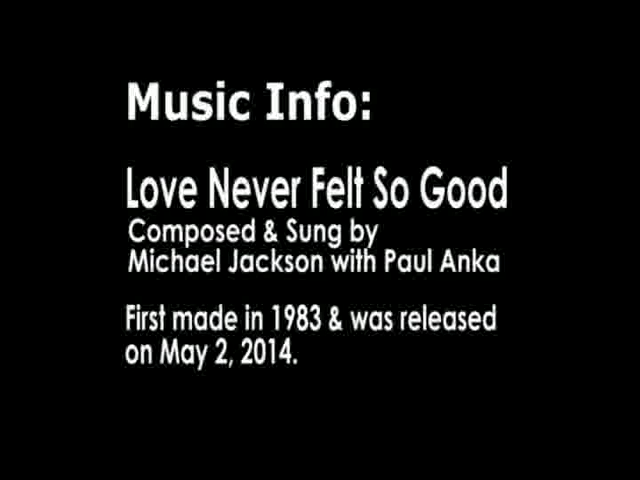 Music Info:
Love Never Felt So Good
Composed & Sung by
Michael Jackson with Paul Anka
First made in 1983 & was released
on May 2, 2014.